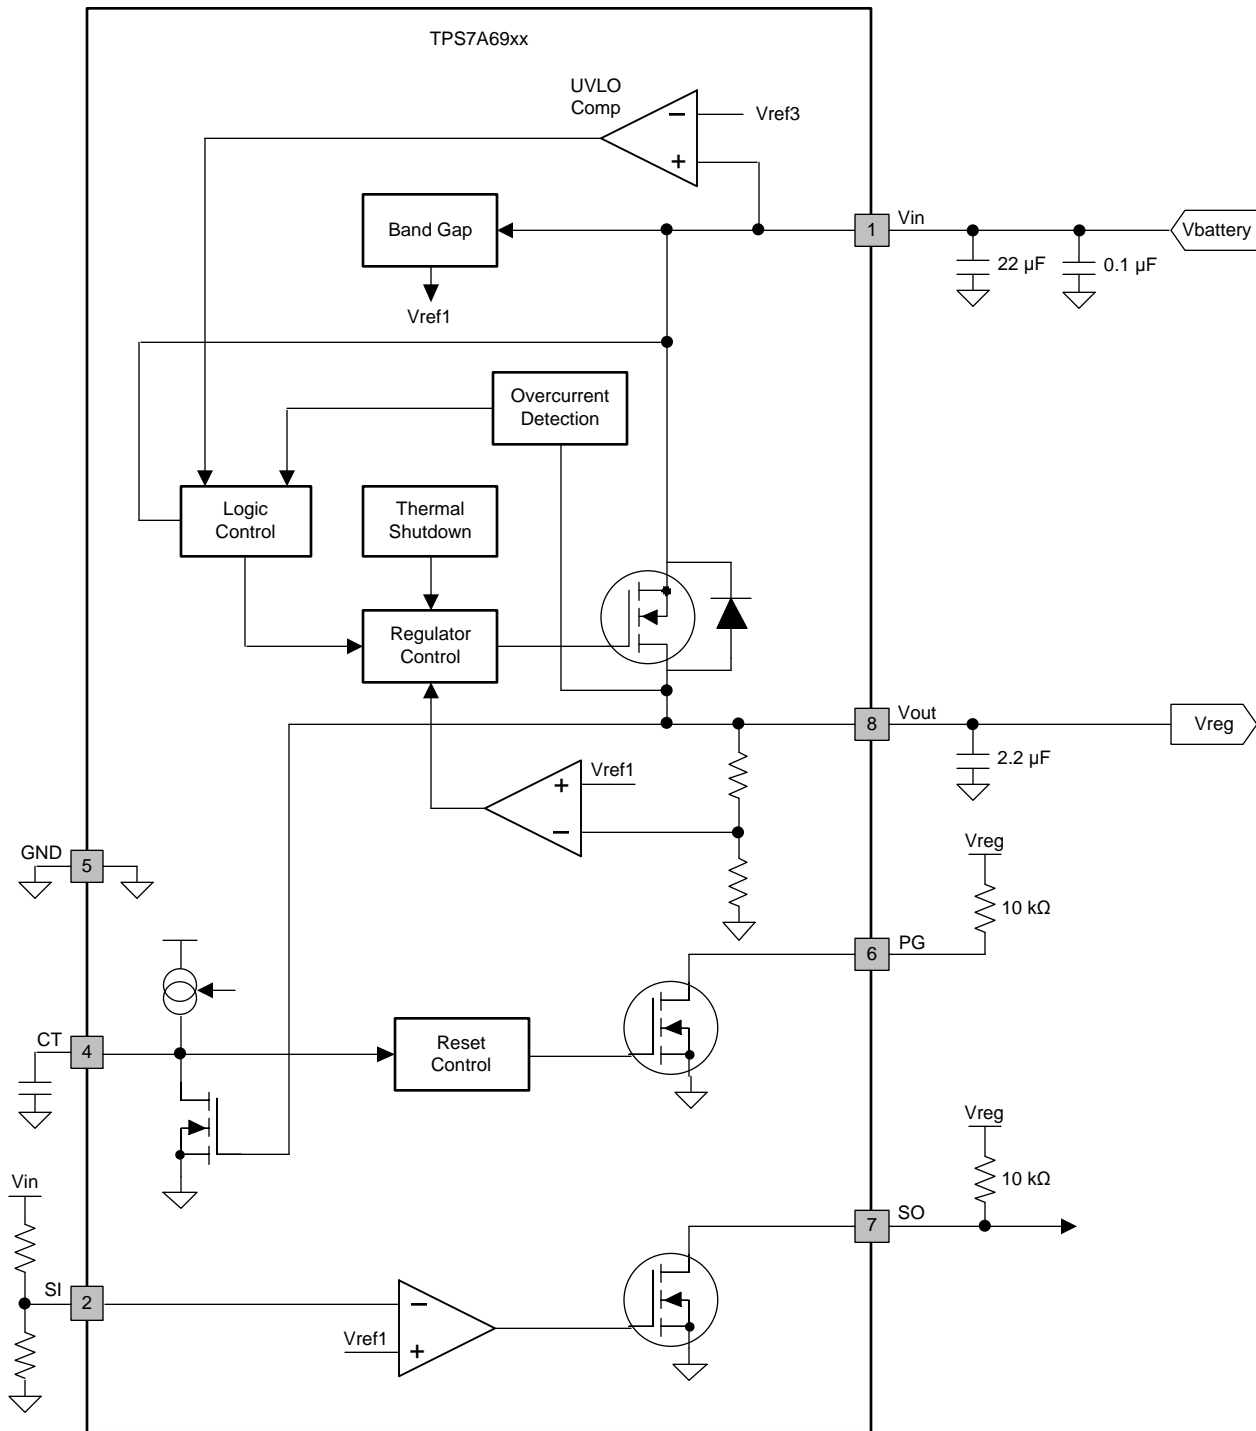 TPS7A69xx
UVLO
Comp
−
Vref3
+
Vin
1
Vbattery
Band Gap
22 µF
0.1 µF
Vref1
Overcurrent
Detection
Logic
Control
Thermal
Shutdown
Regulator
Control
Vout
8
Vreg
2.2 µF
Vref1
+
−
GND
5
Vreg
10 kΩ
PG
6
CT
4
Reset
Control
Vreg
10 kΩ
Vin
SO
7
SI
2
−
Vref1
+